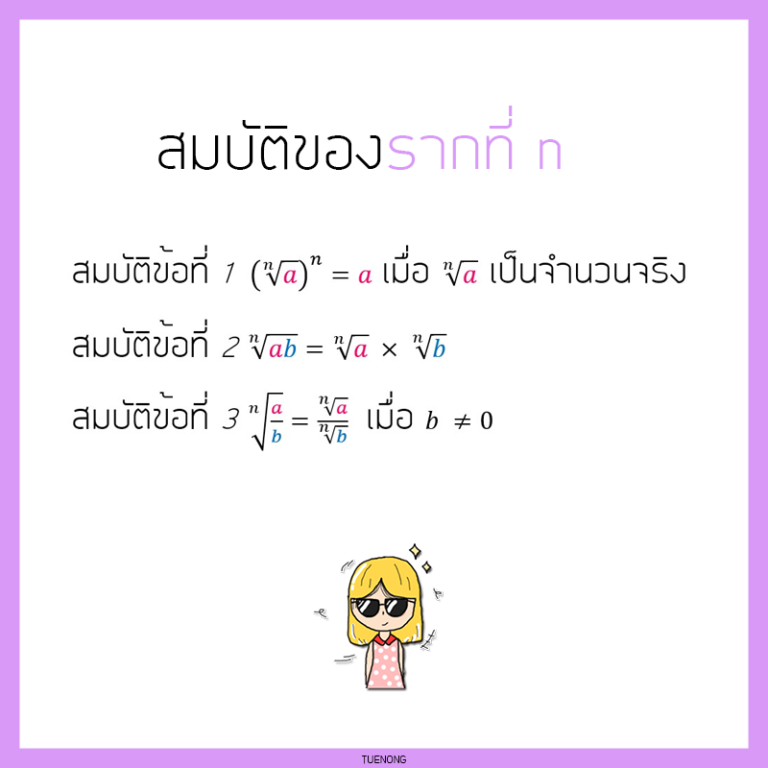 สมบัติของรากที่ n
สมบัติข้อที่ 1 (ⁿ√a)ⁿ = a เมื่อ ⁿ√a เป็นจำนวนจริง
สมบัติข้อที่ 2 ⁿ√ab = ⁿ√a × ⁿ√b
สมบัติข้อที่ 3 ⁿ√(a/b) = ⁿ√a/ⁿ√b เมื่อ b ≠ 0
TUENONG